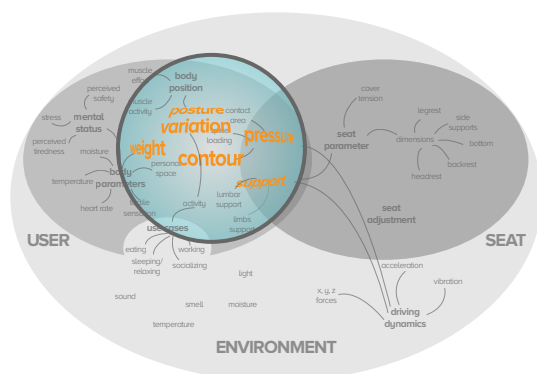 muscle
effort
body
position
perceived
safety
muscle
activity
posture
variation
contact
area
stress
mental
status
perceived
tiredness
loading
pressure
weight
contour
moisture
personal
space
body
parameters
temperature
support
heart rate
tactile
sensation
activity
lumbar
support
limbs
support
use cases
eating
working
sleeping/
relaxing
socializing
cover
tension
seat
parameter
legrest
side
supports
dimensions
bottom
backrest
headrest
seat
adjustment
USER
SEAT
acceleration
vibration
x, y, z
forces
driving
dynamics
light
sound
smell
moisture
temperature
ENVIRONMENT